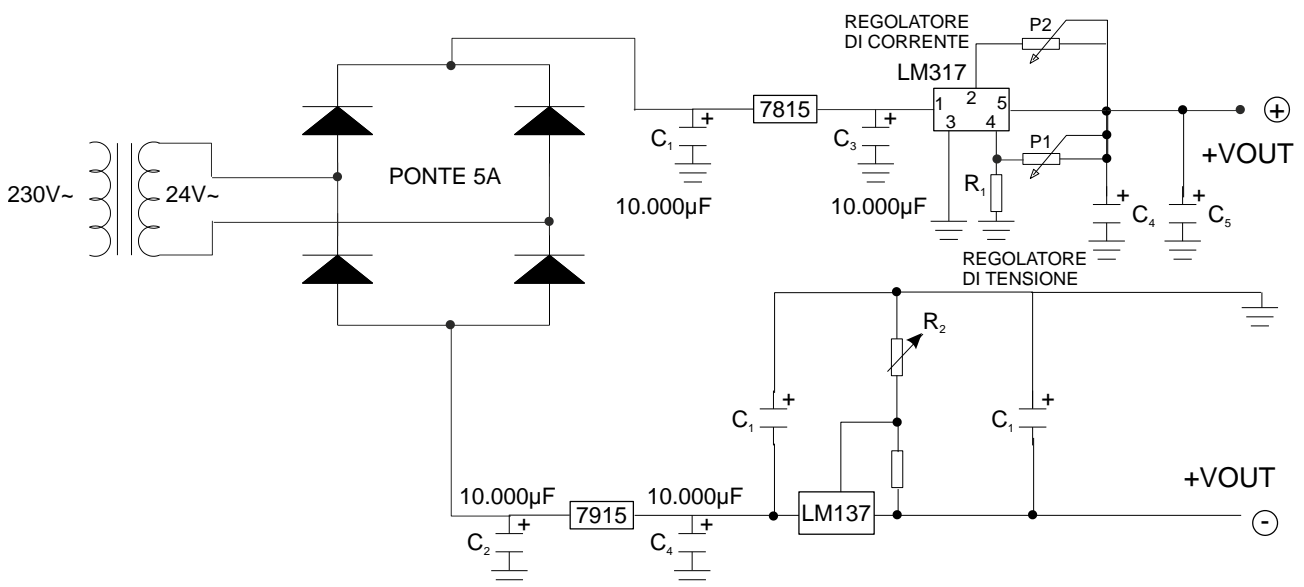 REGOLATORE
DI CORRENTE
P2
LM317
1
2
5
3
4
7815
C₁
+
C₃
+
P1
+
+VOUT
R₁
230V~
24V~
PONTE 5A
10.000µF
10.000µF
+
C₄
+
C₅
REGOLATORE
DI TENSIONE
R₂
C₁
+
C₁
+
+VOUT
10.000µF
7915
10.000µF
LM137
-
C₂
+
C₄
+